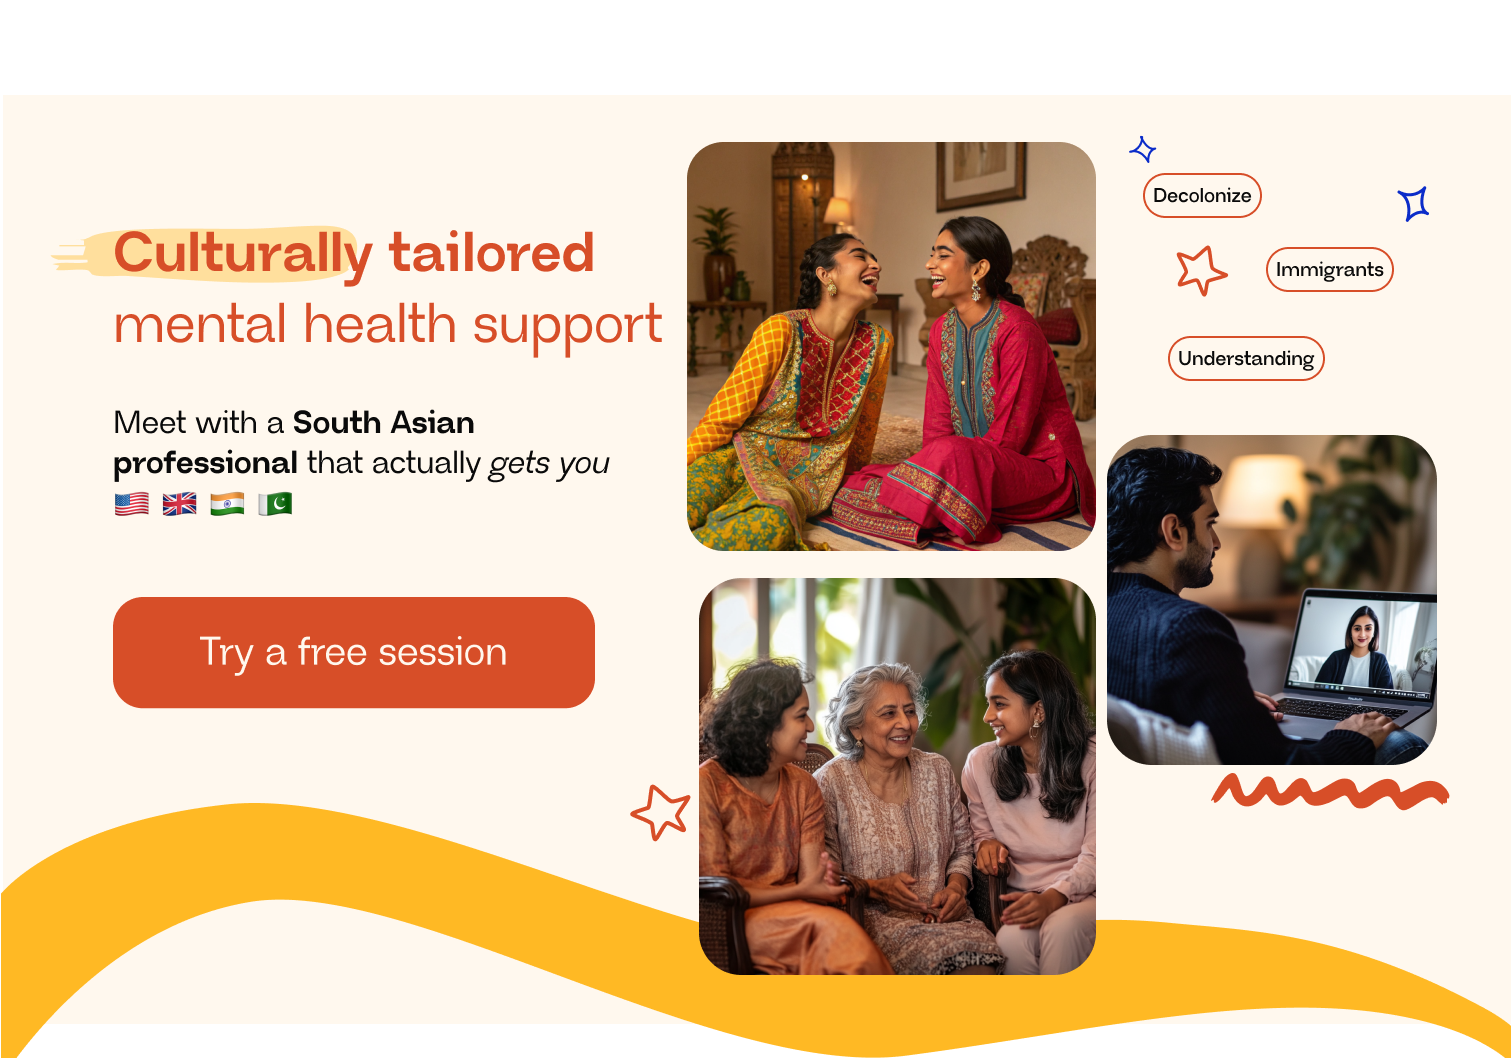 Culturally tailored
mental health support
Meet with a South Asian
professional that actually gets you
🇺🇸 🇬🇧 🇮🇳 🇵🇰
Try a free session
Decolonize
Immigrants
Understanding